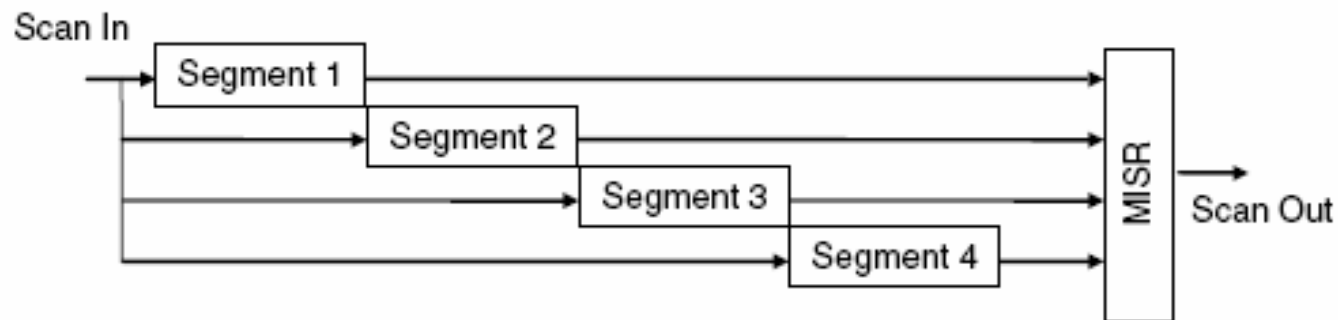 Scan In
Segment 1
Segment 2
Segment 3
Segment 4
MISR
Scan Out